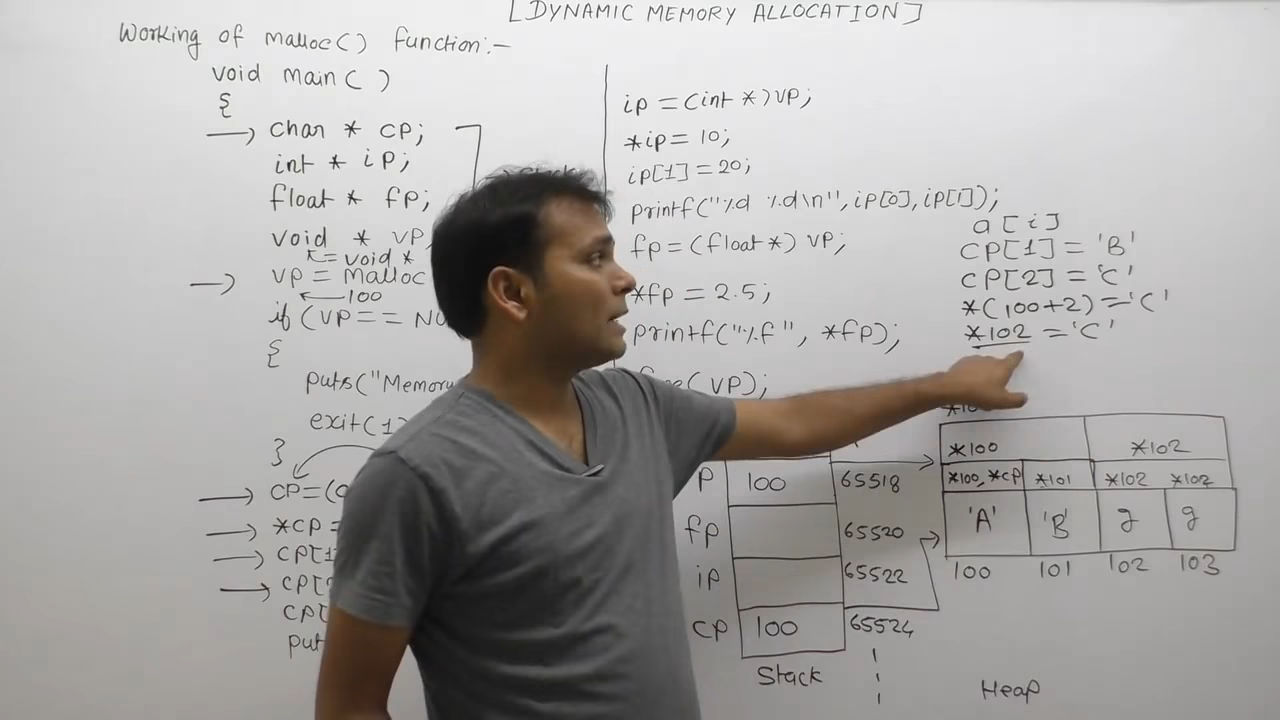 [DYNAMIC MEMORY ALLOCATION]
Working of malloc() function:-
void main( )
{
char * cp;
int * ip;
float * fp;
void * vp
void *
vp = malloc
100
if (vp == NU
{
puts("Memory
exit(1)
}
cp=(
*cp =
cp[1
cp[
cp[
put
ip = (int *) vp;
*ip = 10;
ip[1] = 20;
printf("%d %d\n", ip[0], ip[1]);
fp = (float *) vp;
*fp = 2.5;
printf("%f", *fp);
free(vp);
a[i]
cp[1] = 'B'
cp[2] = 'C'
*(100+2) = 'C'
*102 = 'C'
P 100 65518
fp 65520
ip 65522
cp 100 65524
Stack
*100 *102
*100, *cp *101 *102 *102
'A' 'B' g g
100 101 102 103
Heap